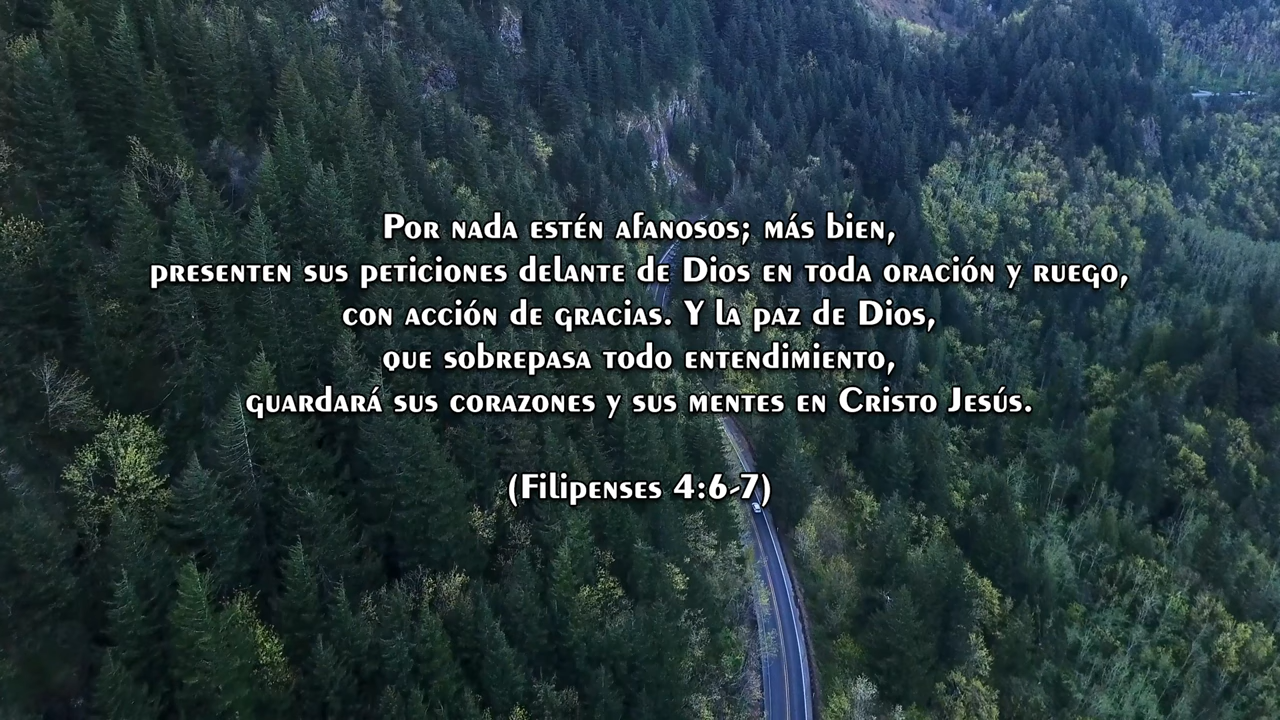 Por nada estén afanosos; más bien,
presenten sus peticiones delante de Dios en toda oración y ruego,
con acción de gracias. Y la paz de Dios,
que sobrepasa todo entendimiento,
guardará sus corazones y sus mentes en Cristo Jesús.
(Filipenses 4:6-7)